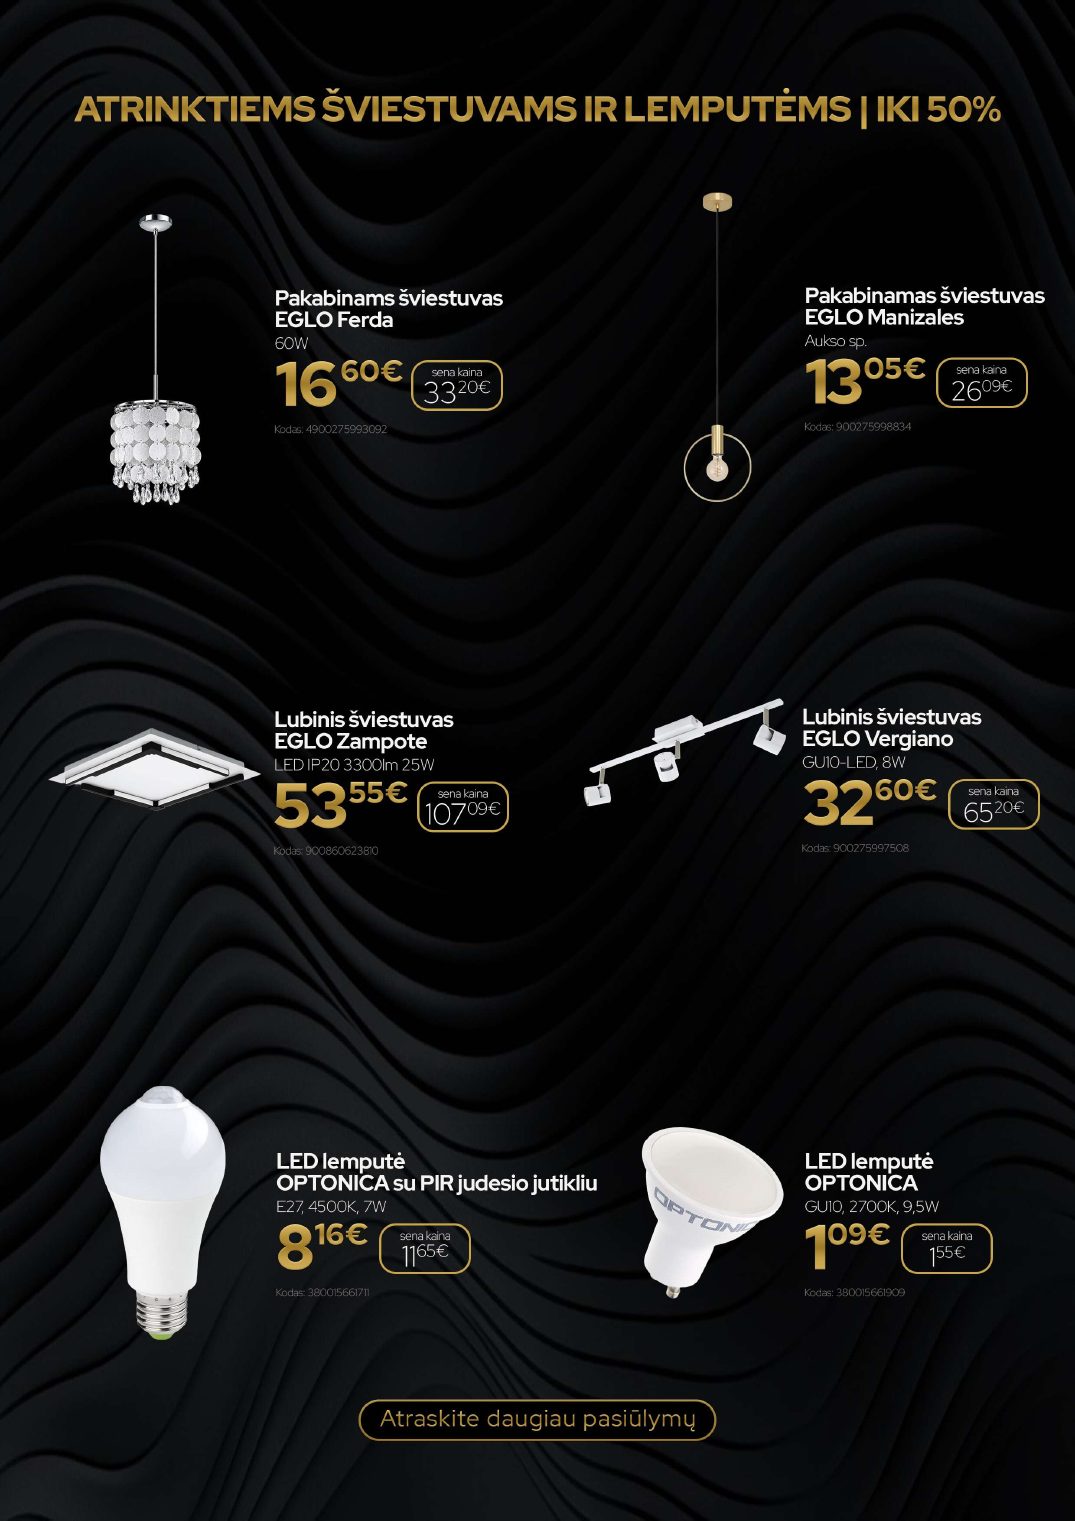 ATRINKTIEMS ŠVIESTUVAMS IR LEMPUTĖMS | IKI 50%
Pakabinams šviestuvas
EGLO Ferda
60W
16 60€
sena kaina
33 20€
Kodas: 4900275993092
Pakabinamas šviestuvas
EGLO Manizales
Aukso sp.
13 05€
sena kaina
26 09€
Kodas: 900275998834
Lubinis šviestuvas
EGLO Zampote
LED IP20 3300lm 25W
53 55€
sena kaina
107 09€
Kodas: 900860623810
Lubinis šviestuvas
EGLO Vergiano
GU10-LED, 8W
32 60€
sena kaina
65 20€
Kodas: 900275997508
LED lemputė
OPTONICA su PIR judesio jutikliu
E27, 4500K, 7W
8 16€
sena kaina
11 65€
Kodas: 380015661711
OPTONIC
LED lemputė
OPTONICA
GU10, 2700K, 9,5W
1 09€
sena kaina
1 55€
Kodas: 380015661909
Atraskite daugiau pasiūlymų